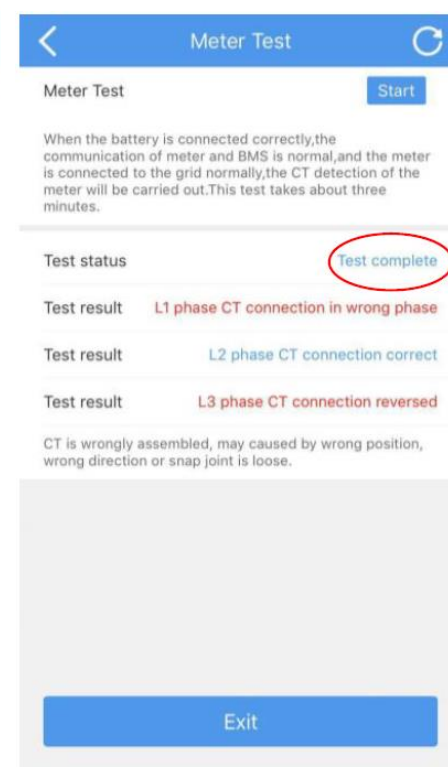 Meter Test
Meter Test Start
When the battery is connected correctly,the
communication of meter and BMS is normal,and the meter
is connected to the grid normally,the CT detection of the
meter will be carried out.This test takes about three
minutes.
Test status Test complete
Test result L1 phase CT connection in wrong phase
Test result L2 phase CT connection correct
Test result L3 phase CT connection reversed
CT is wrongly assembled, may caused by wrong position,
wrong direction or snap joint is loose.
Exit